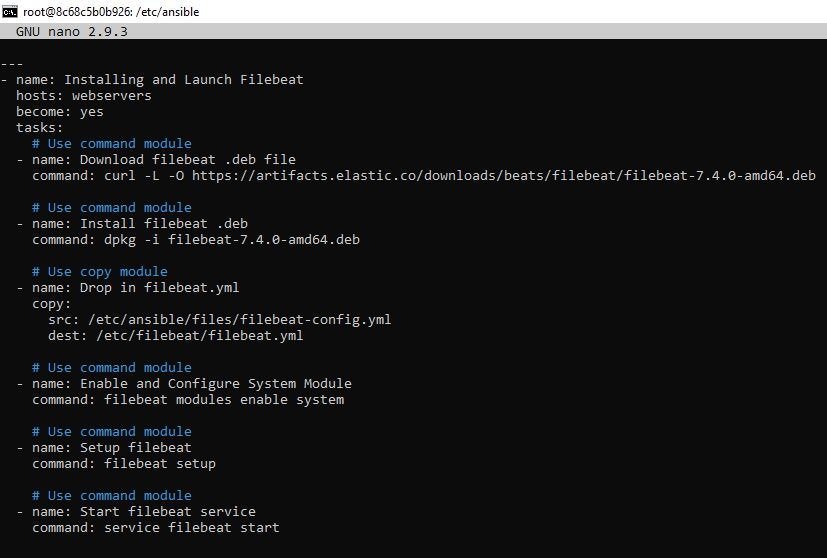 root@8c68c5b0b926: /etc/ansible
GNU nano 2.9.3
---
- name: Installing and Launch Filebeat
  hosts: webservers
  become: yes
  tasks:
    # Use command module
  - name: Download filebeat .deb file
    command: curl -L -O https://artifacts.elastic.co/downloads/beats/filebeat/filebeat-7.4.0-amd64.deb
    # Use command module
  - name: Install filebeat .deb
    command: dpkg -i filebeat-7.4.0-amd64.deb
    # Use copy module
  - name: Drop in filebeat.yml
    copy:
      src: /etc/ansible/files/filebeat-config.yml
      dest: /etc/filebeat/filebeat.yml
    # Use command module
  - name: Enable and Configure System Module
    command: filebeat modules enable system
    # Use command module
  - name: Setup filebeat
    command: filebeat setup
    # Use command module
  - name: Start filebeat service
    command: service filebeat start